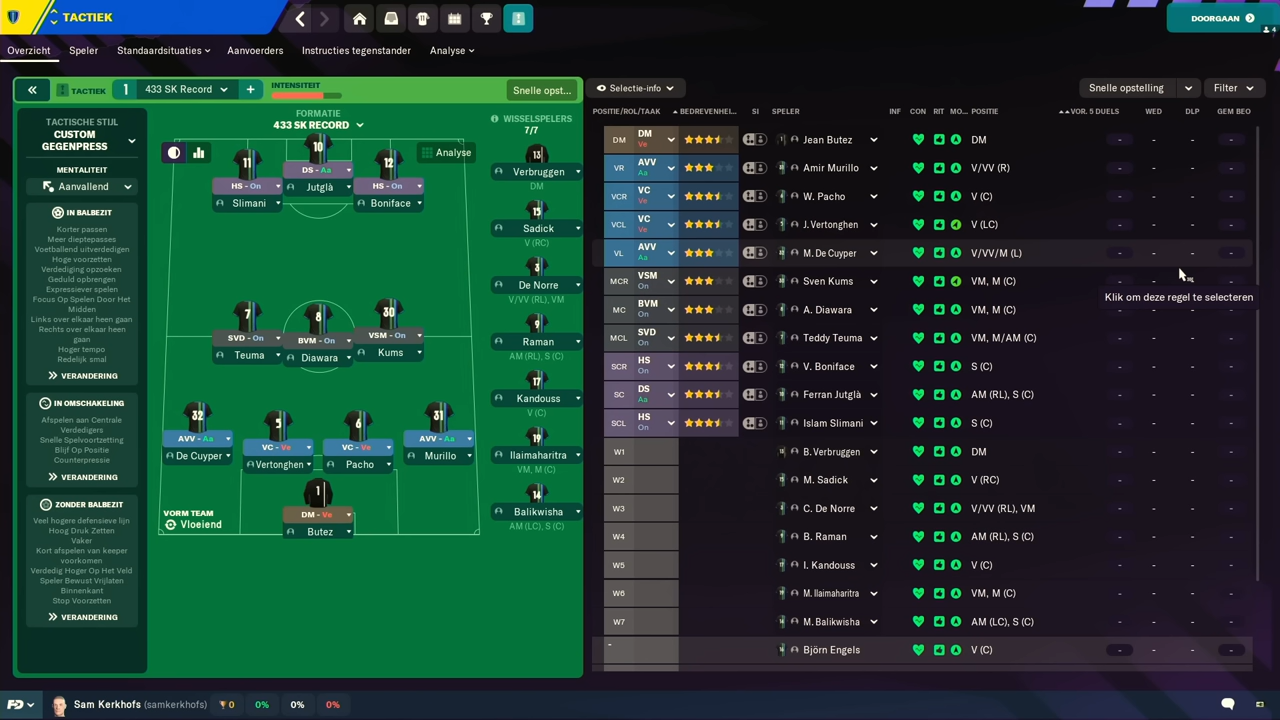 TACTIEK
DOORGAAN
4
Overzicht
Speler
Standaardsituaties
Aanvoerders
Instructies tegenstander
Analyse
TACTIEK
1
433 SK Record
INTENSITEIT
Snelle opst...
TACTISCHE STIJL
CUSTOM GEGENPRESS
MENTALITEIT
Aanvallend
IN BALBEZIT
Korter passen
Meer dieptepasses
Voetballend uitverdedigen
Hoge voorzetten
Verdediging opzoeken
Geduld opbrengen
Expressiever spelen
Focus Op Spelen Door Het
Midden
Links over elkaar heen gaan
Rechts over elkaar heen
gaan
Hoger tempo
Redelijk smal
VERANDERING
IN OMSCHAKELING
Afspelen aan Centrale
Verdedigers
Snelle Spelvoortzetting
Blijf Op Positie
Counterpressie
VERANDERING
ZONDER BALBEZIT
Veel hogere defensieve lijn
Hoog Druk Zetten
Vaker
Kort afspelen van keeper
voorkomen
Verdedig Hoger Op Het Veld
Speler Bewust Vrijlaten
Binnenkant
Stop Voorzetten
VERANDERING
FORMATIE
433 SK RECORD
Analyse
11
HS - On
Slimani
10
DS - Aa
Jutglà
12
HS - On
Boniface
7
SVD - On
Teuma
8
BVM - On
Diawara
30
VSM - On
Kums
32
AVV - Aa
De Cuyper
5
VC - Ve
Vertonghen
6
VC - Ve
Pacho
31
AVV - Aa
Murillo
1
DM - Ve
Butez
VORM TEAM
Vloeiend
WISSELSPELERS
7/7
13
Verbruggen
DM
15
Sadick
V (RC)
3
De Norre
V/VV (RL), VM
9
Raman
AM (RL), S (C)
17
Kandouss
V (C)
19
Ilaimaharitra
VM, M (C)
14
Balikwisha
AM (LC), S (C)
Selectie-info
Snelle opstelling
Filter
POSITIE/ROL/TAAK BEDREVENHEI... SI SPELER INF CON RIT MO... POSITIE VOR. 5 DUELS WED DLP GEM BEO
DM DM Ve Jean Butez DM - - - -
VR AVV Aa Amir Murillo V/VV (R) - - - -
VCR VC Ve W. Pacho V (C) - - - -
VCL VC Ve J. Vertonghen V (LC) - - - -
VL AVV Aa M. De Cuyper V/VV/M (L) - - - -
MCR VSM On Sven Kums VM, M (C) - - - -
Klik om deze regel te selecteren
MC BVM On A. Diawara VM, M (C) - - - -
MCL SVD On Teddy Teuma VM, M/AM (C) - - - -
SCR HS On V. Boniface S (C) - - - -
SC DS Aa Ferran Jutglà AM (RL), S (C) - - - -
SCL HS On Islam Slimani S (C) - - - -
W1 B. Verbruggen DM - - - -
W2 M. Sadick V (RC) - - - -
W3 C. De Norre V/VV (RL), VM - - - -
W4 B. Raman AM (RL), S (C) - - - -
W5 I. Kandouss V (C) - - - -
W6 M. Ilaimaharitra VM, M (C) - - - -
W7 M. Balikwisha AM (LC), S (C) - - - -
- Björn Engels V (C) - - - -
Sam Kerkhofs (samkerkhofs)
0
0%
0%
0%